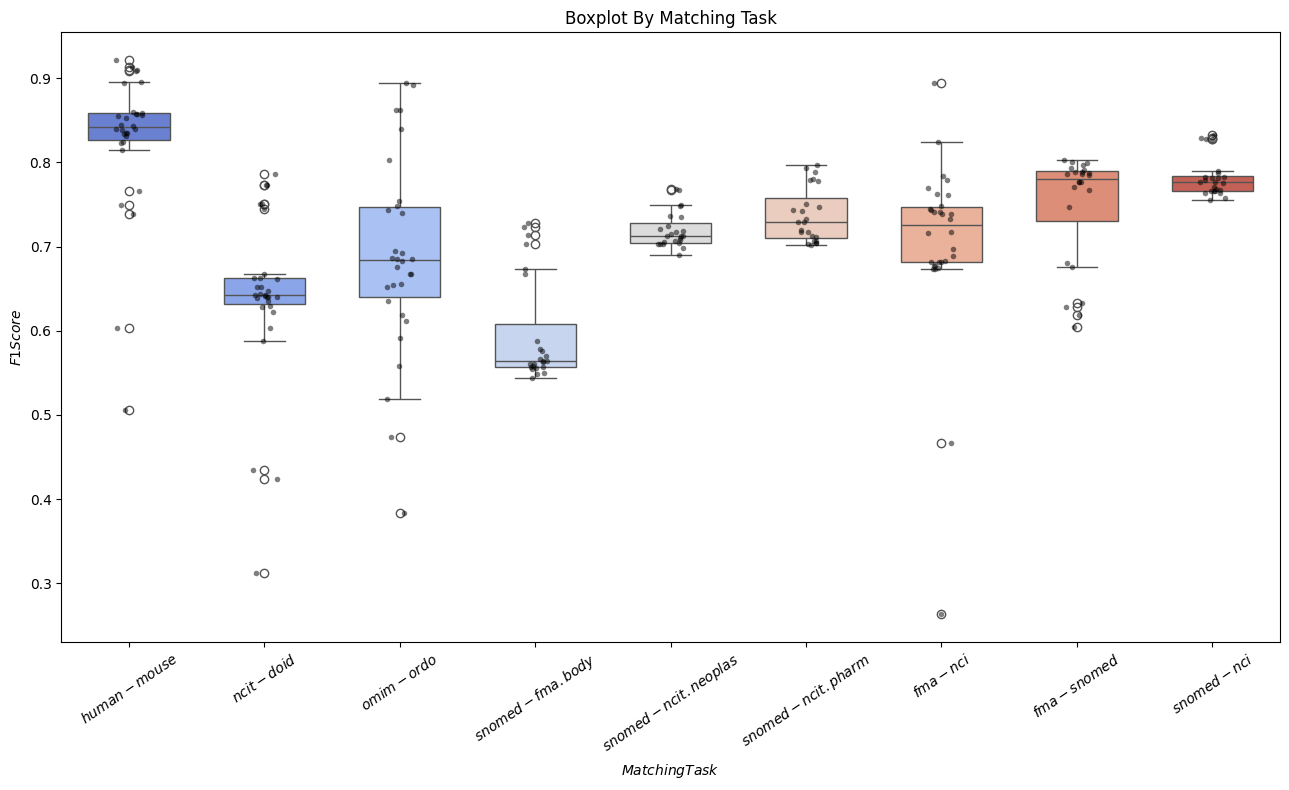 Boxplot By Matching Task
F1Score
0.9
0.8
0.7
0.6
0.5
0.4
0.3
human − mouse
ncit − doid
omim − ordo
snomed − fma.body
snomed − ncit.neoplas
snomed − ncit.pharm
fma − nci
fma − snomed
snomed − nci
MatchingTask